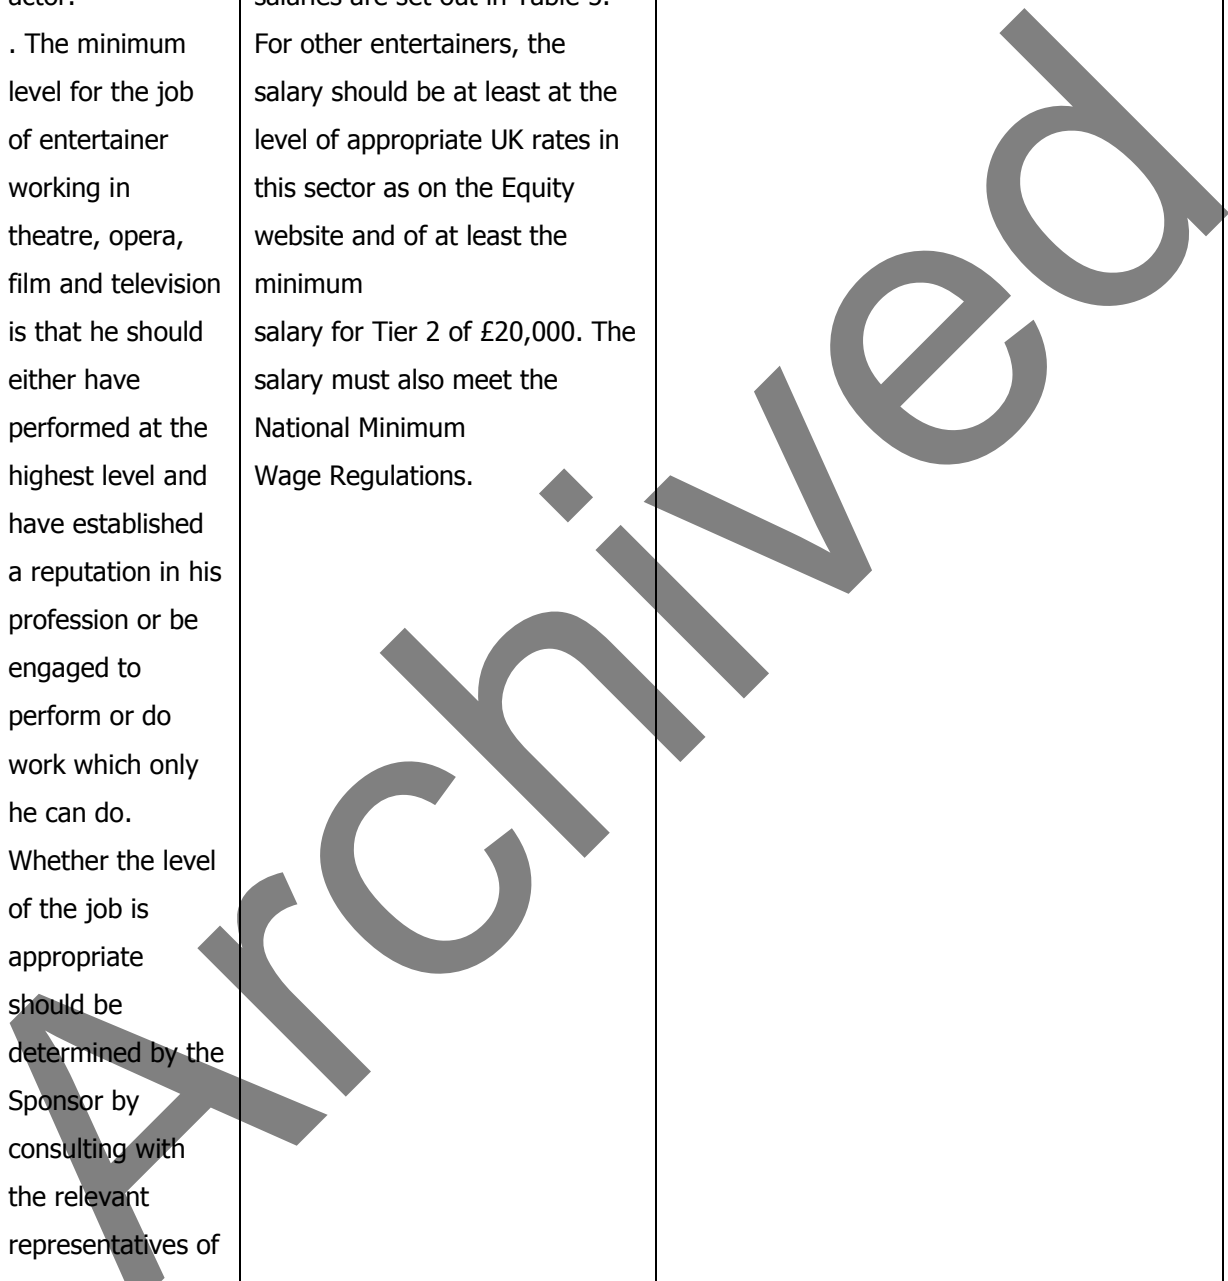 actor.
. The minimum
level for the job
of entertainer
working in
theatre, opera,
film and television
is that he should
either have
performed at the
highest level and
have established
a reputation in his
profession or be
engaged to
perform or do
work which only
he can do.
Whether the level
of the job is
appropriate
should be
determined by the
Sponsor by
consulting with
the relevant
representatives of
salaries are set out in Table 3.
For other entertainers, the
salary should be at least at the
level of appropriate UK rates in
this sector as on the Equity
website and of at least the
minimum
salary for Tier 2 of £20,000. The
salary must also meet the
National Minimum
Wage Regulations.
Archived